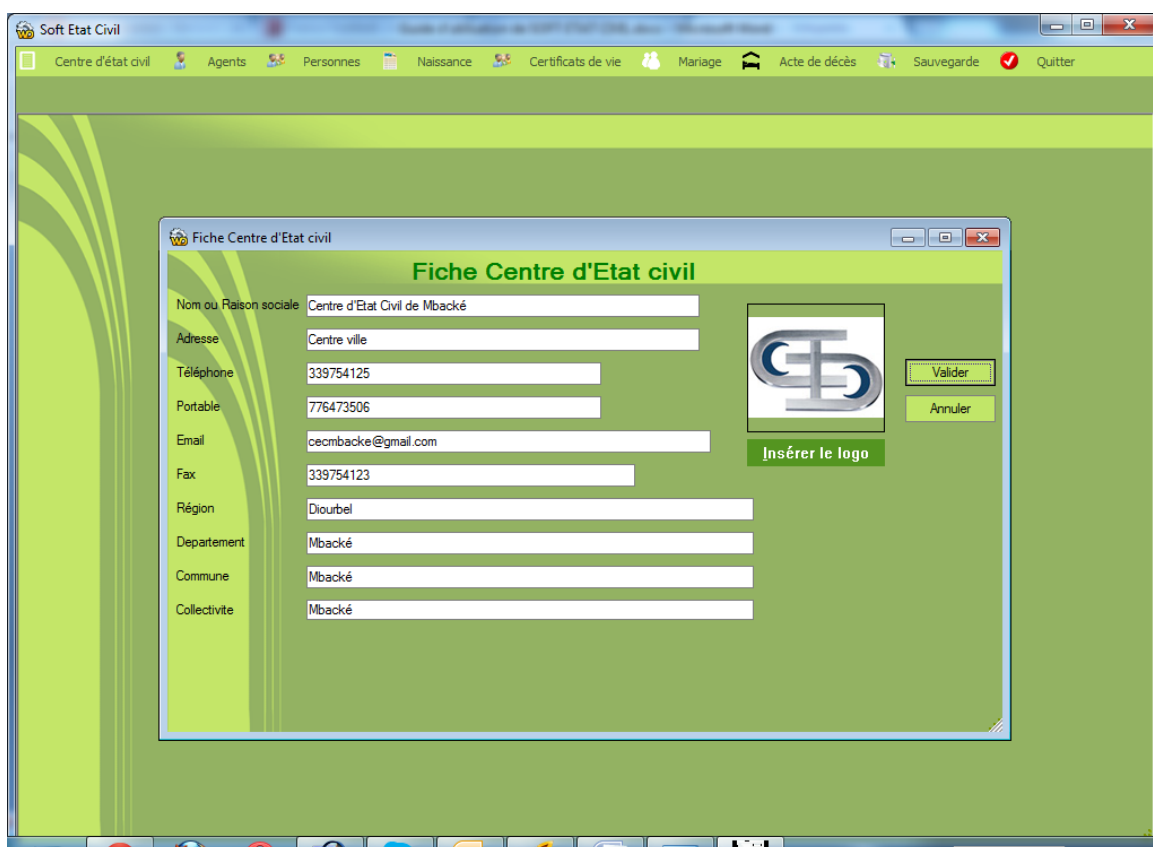 Soft Etat Civil
Centre d'état civil Agents Personnes Naissance Certificats de vie Mariage Acte de décès Sauvegarde Quitter
Fiche Centre d'Etat civil
Fiche Centre d'Etat civil
Nom ou Raison sociale Centre d'Etat Civil de Mbacké
Adresse Centre ville
Téléphone 339754125
Valider
Portable 776473506
Annuler
Email cecmbacke@gmail.com
Insérer le logo
Fax 339754123
Région Diourbel
Departement Mbacké
Commune Mbacké
Collectivite Mbacké